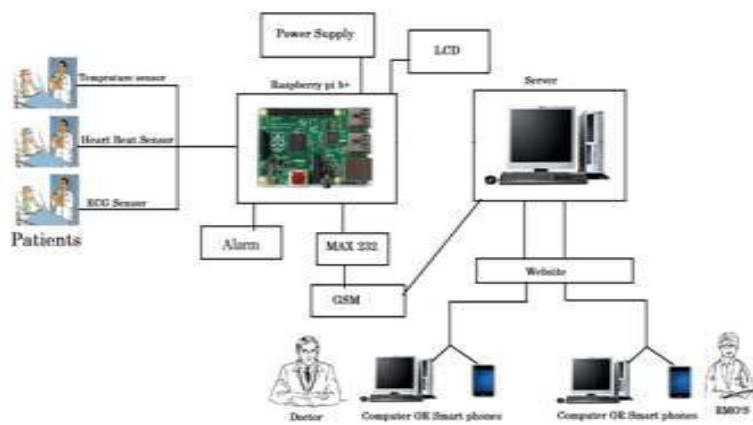 Power Supply
LCD
Raspberry pi b+
Server
Temprature sensor
Heart Beat Sensor
ECG Sensor
Patients
Alarm
MAX 232
GSM
Website
Doctor
Computer OR Smart phones
Computer OR Smart phones
RMO'S